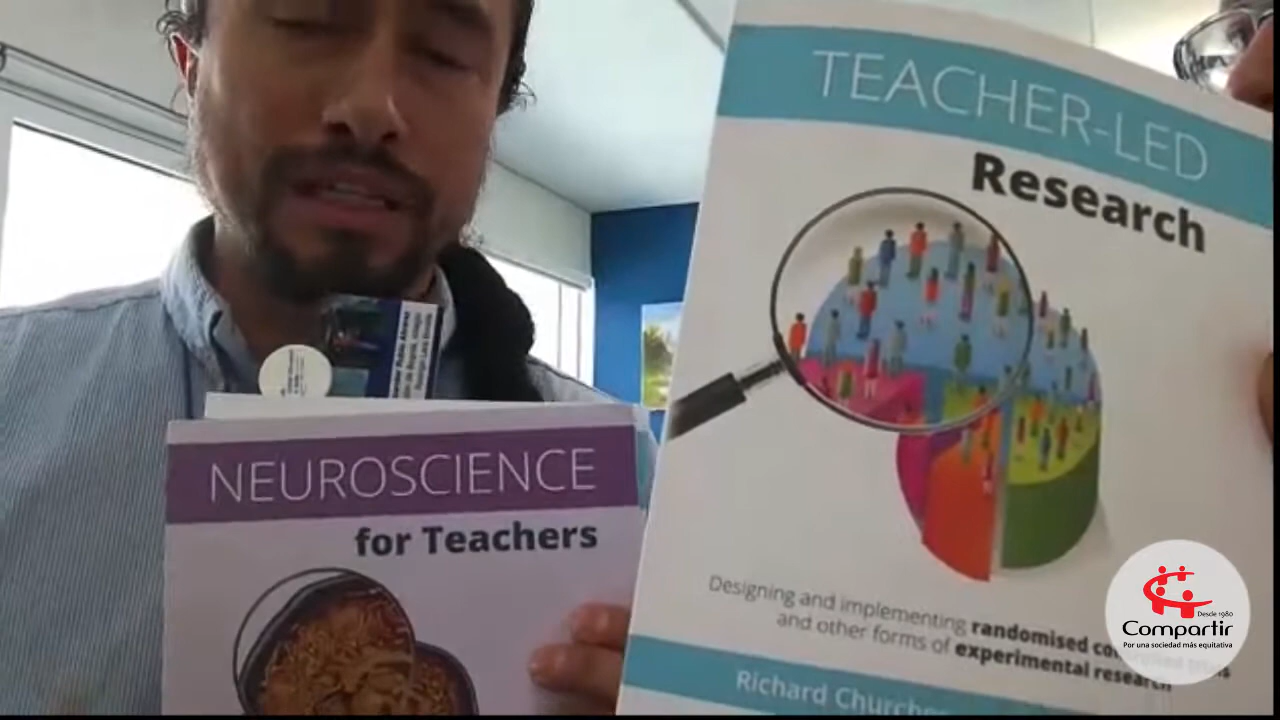 TEACHER-LED
Research
NEUROSCIENCE
for Teachers
Designing and implementing randomised
and other forms of experimental research
Richard
Desde 1980
Compartir
Por una sociedad más equitativa